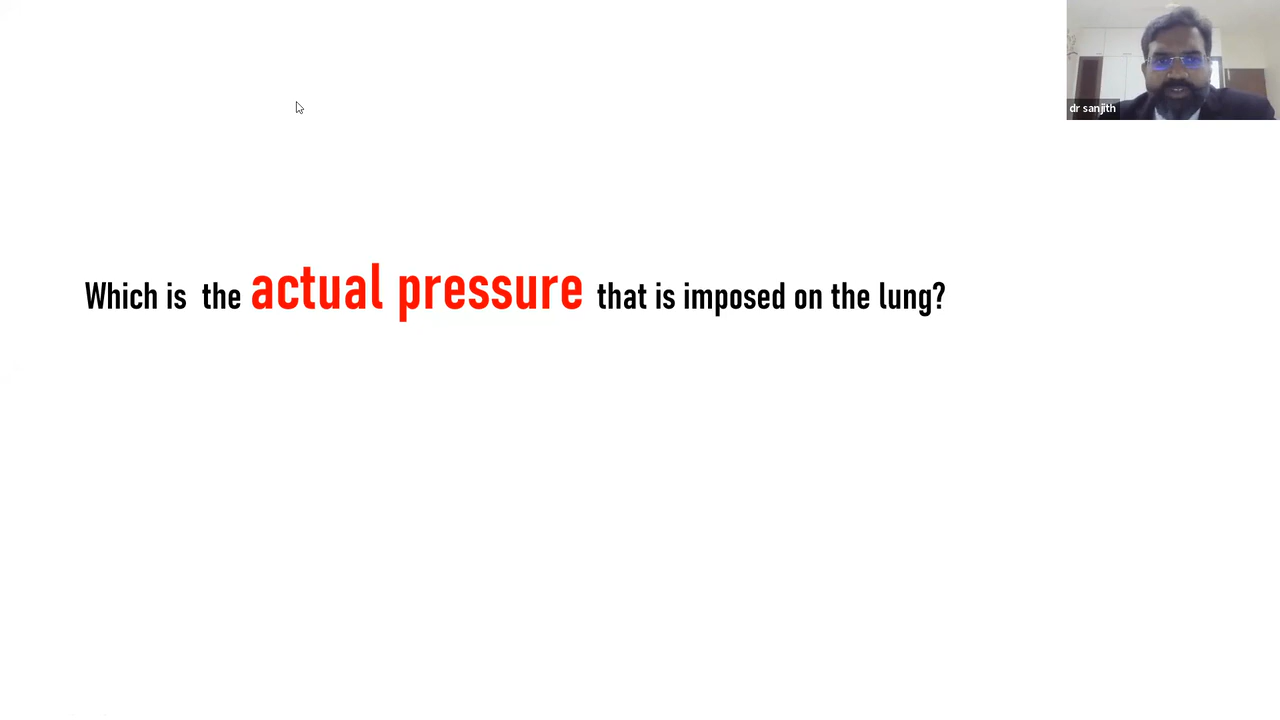 dr sanjith
Which is the actual pressure that is imposed on the lung?